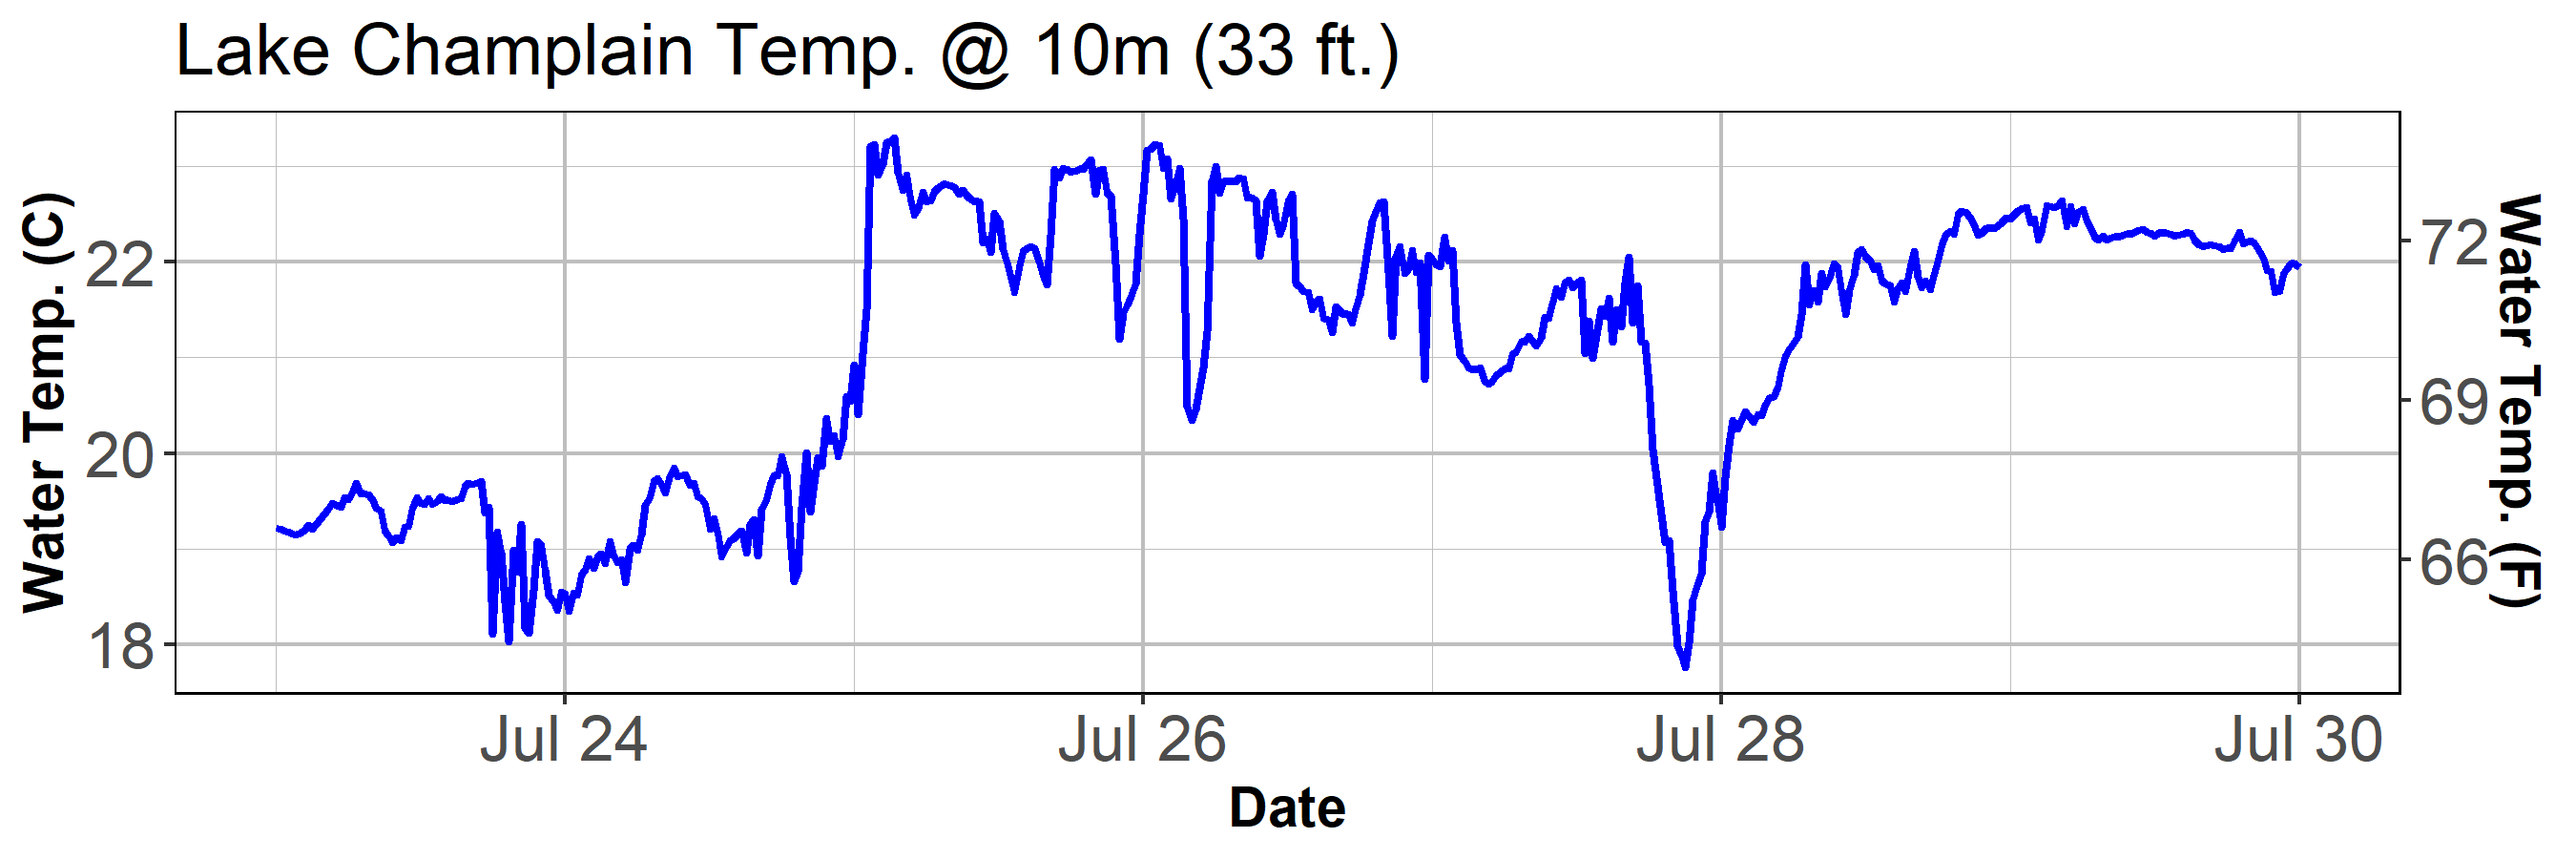 Lake Champlain Temp. @ 10m (33 ft.)
Water Temp. (C)
22
20
18
72
69
66
Water Temp. (F)
Jul 24 Jul 26 Jul 28 Jul 30
Date